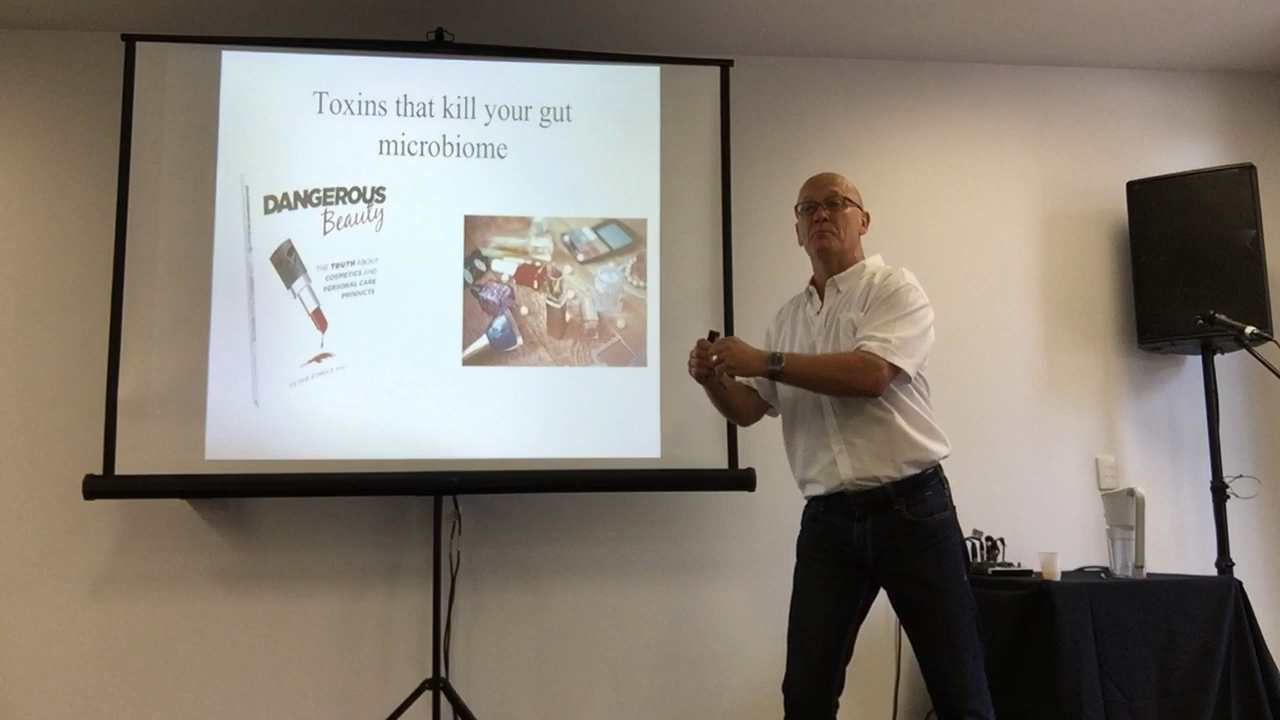 Toxins that kill your gut
microbiome
DANGEROUS
Beauty
THE TRUTH ABOUT
COSMETICS AND
PERSONAL CARE
PRODUCTS